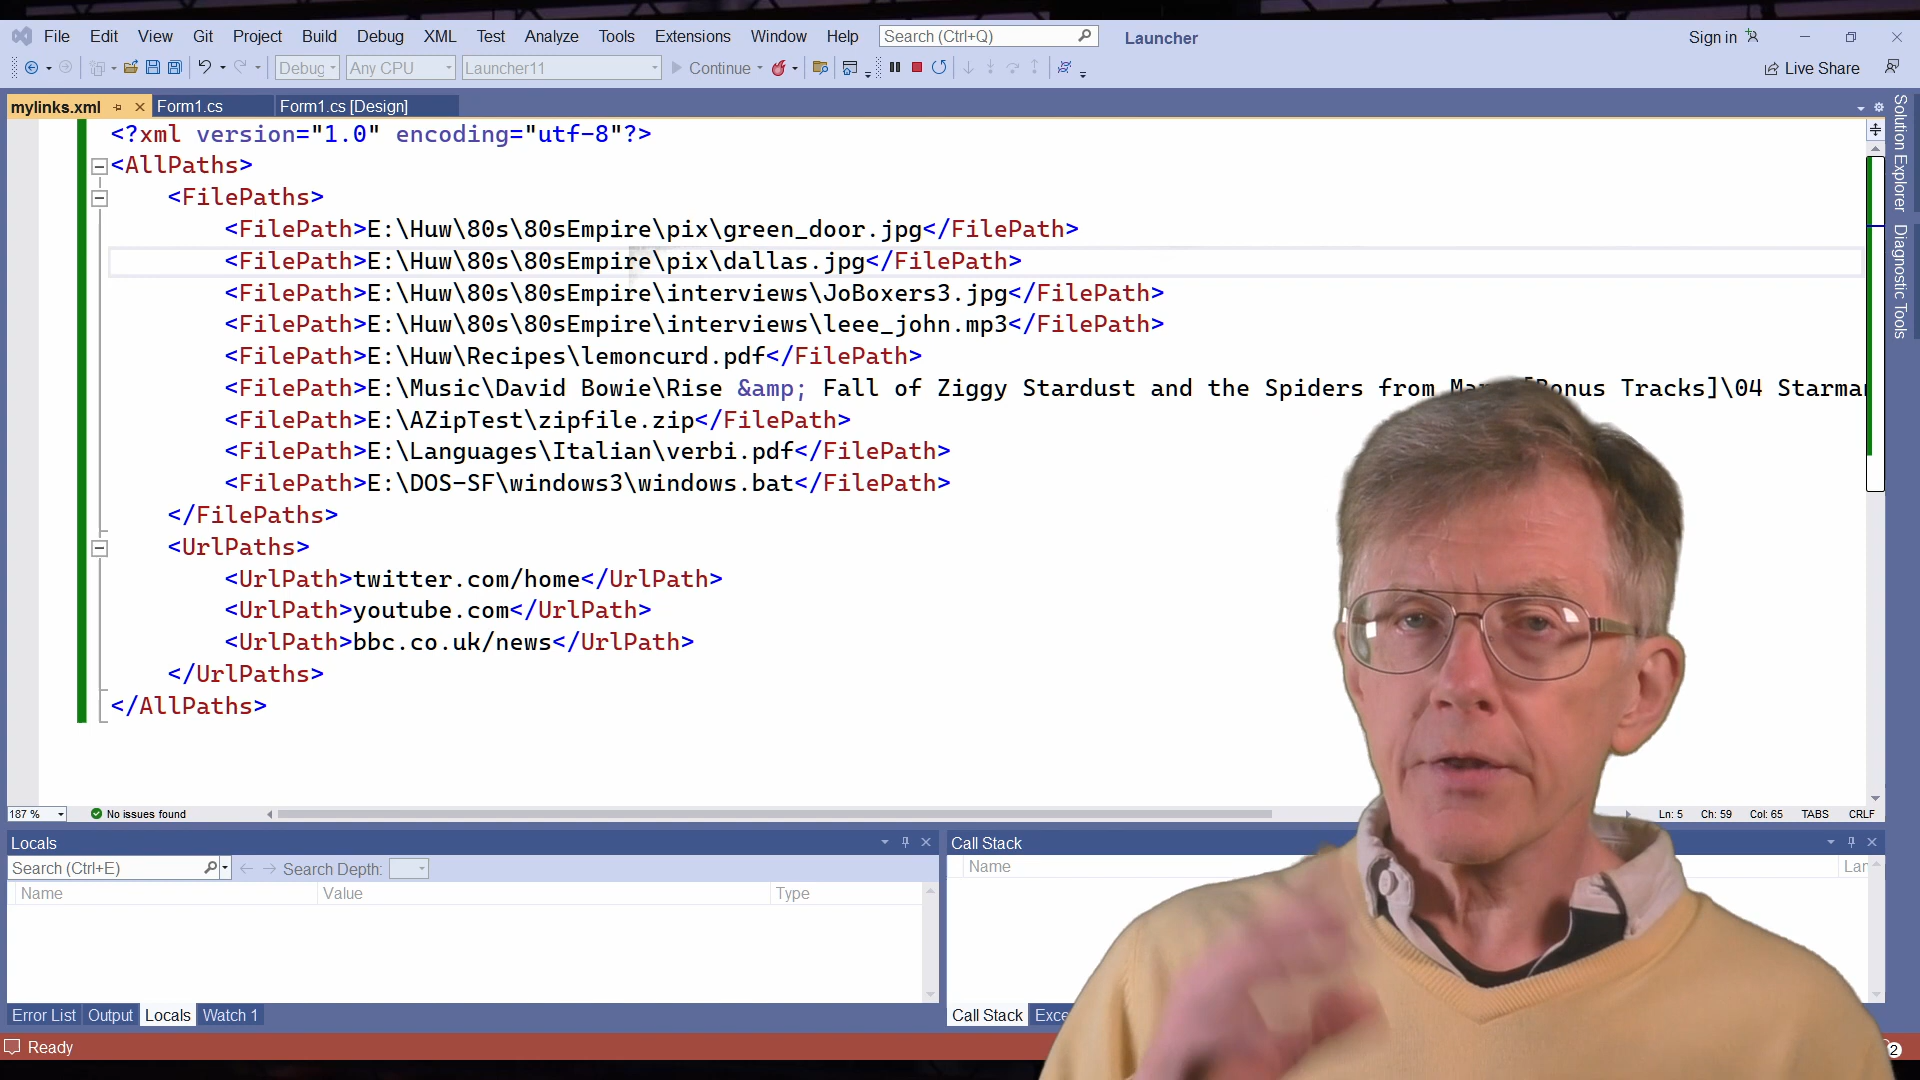 File Edit View Git Project Build Debug XML Test Analyze Tools Extensions Window Help Search (Ctrl+Q) Launcher Sign in
Debug Any CPU Launcher11 Continue Live Share
mylinks.xml Form1.cs Form1.cs [Design]
<?xml version="1.0" encoding="utf-8"?>
<AllPaths>
<FilePaths>
<FilePath>E:\Huw\80s\80sEmpire\pix\green_door.jpg</FilePath>
<FilePath>E:\Huw\80s\80sEmpire\pix\dallas.jpg</FilePath>
<FilePath>E:\Huw\80s\80sEmpire\interviews\JoBoxers3.jpg</FilePath>
<FilePath>E:\Huw\80s\80sEmpire\interviews\leee_john.mp3</FilePath>
<FilePath>E:\Huw\Recipes\lemoncurd.pdf</FilePath>
<FilePath>E:\Music\David Bowie\Rise &amp; Fall of Ziggy Stardust and the Spiders from [Bonus Tracks]\04 Starma
<FilePath>E:\AZipTest\zipfile.zip</FilePath>
<FilePath>E:\Languages\Italian\verbi.pdf</FilePath>
<FilePath>E:\DOS-SF\windows3\windows.bat</FilePath>
</FilePaths>
<UrlPaths>
<UrlPath>twitter.com/home</UrlPath>
<UrlPath>youtube.com</UrlPath>
<UrlPath>bbc.co.uk/news</UrlPath>
</UrlPaths>
</AllPaths>
Solution Explorer
Diagnostic Tools
187 % No issues found Ln: 5 Ch: 59 Col: 65 TABS CRLF
Locals
Search (Ctrl+E) Search Depth:
Name Value Type
Call Stack
Name Lar
Error List Output Locals Watch 1
Call Stack Exce
Ready 2